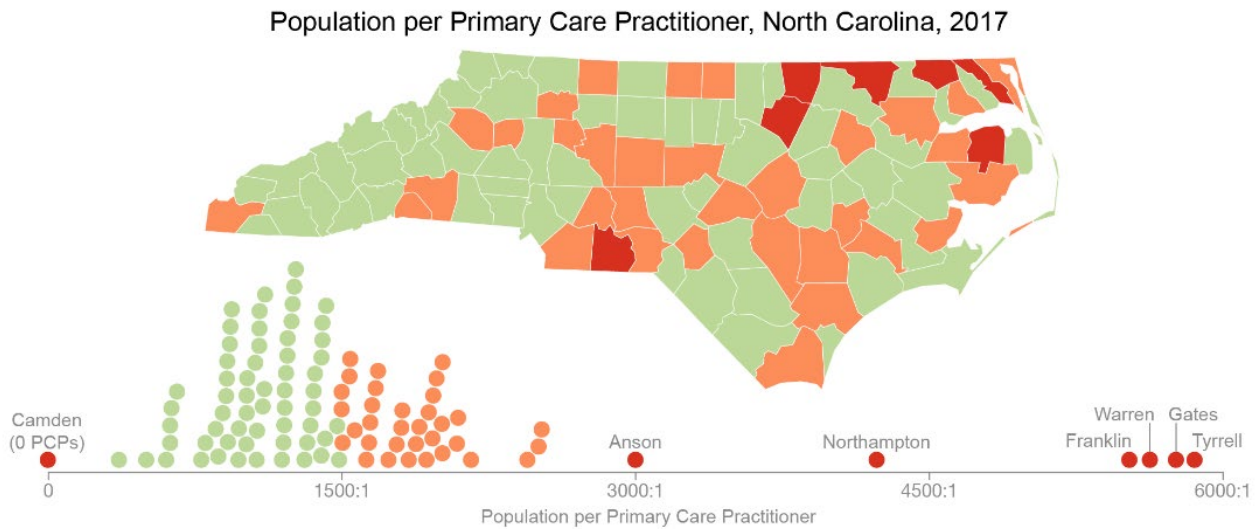 Population per Primary Care Practitioner, North Carolina, 2017
Camden
(0 PCPs)
Anson
Northampton
Warren
Gates
Franklin
Tyrrell
0
1500:1
3000:1
4500:1
6000:1
Population per Primary Care Practitioner